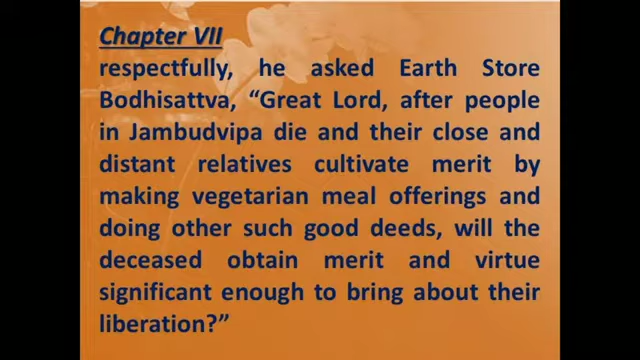 Chapter VII
respectfully, he asked Earth Store
Bodhisattva, “Great Lord, after people
in Jambudvipa die and their close and
distant relatives cultivate merit by
making vegetarian meal offerings and
doing other such good deeds, will the
deceased obtain merit and virtue
significant enough to bring about their
liberation?”